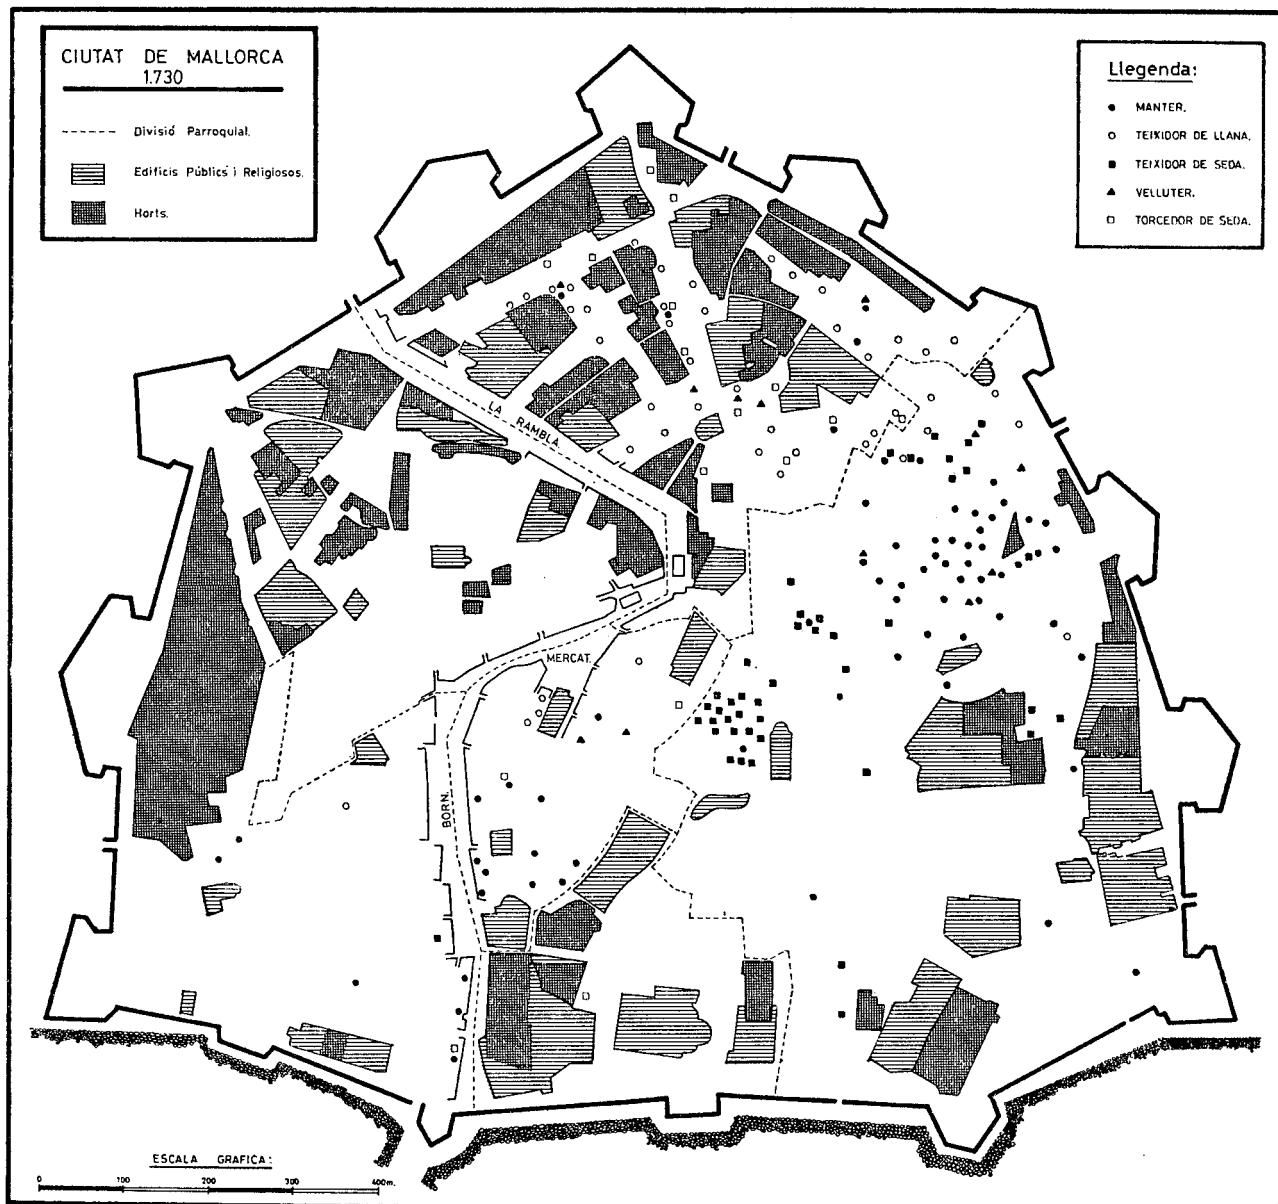 CIUTAT DE MALLORCA
1.730
Divisió Parroquial.
Edificis Públics i Religiosos.
Horts.
Llegenda:
MANTER.
TEIXIDOR DE LLANA.
TEIXIDOR DE SEDA.
VELLUTER.
TORCEDOR DE SEDA.
LA RAMBLA.
MERCAT.
BORN.
ESCALA GRAFICA:
0 100 200 300 400m.